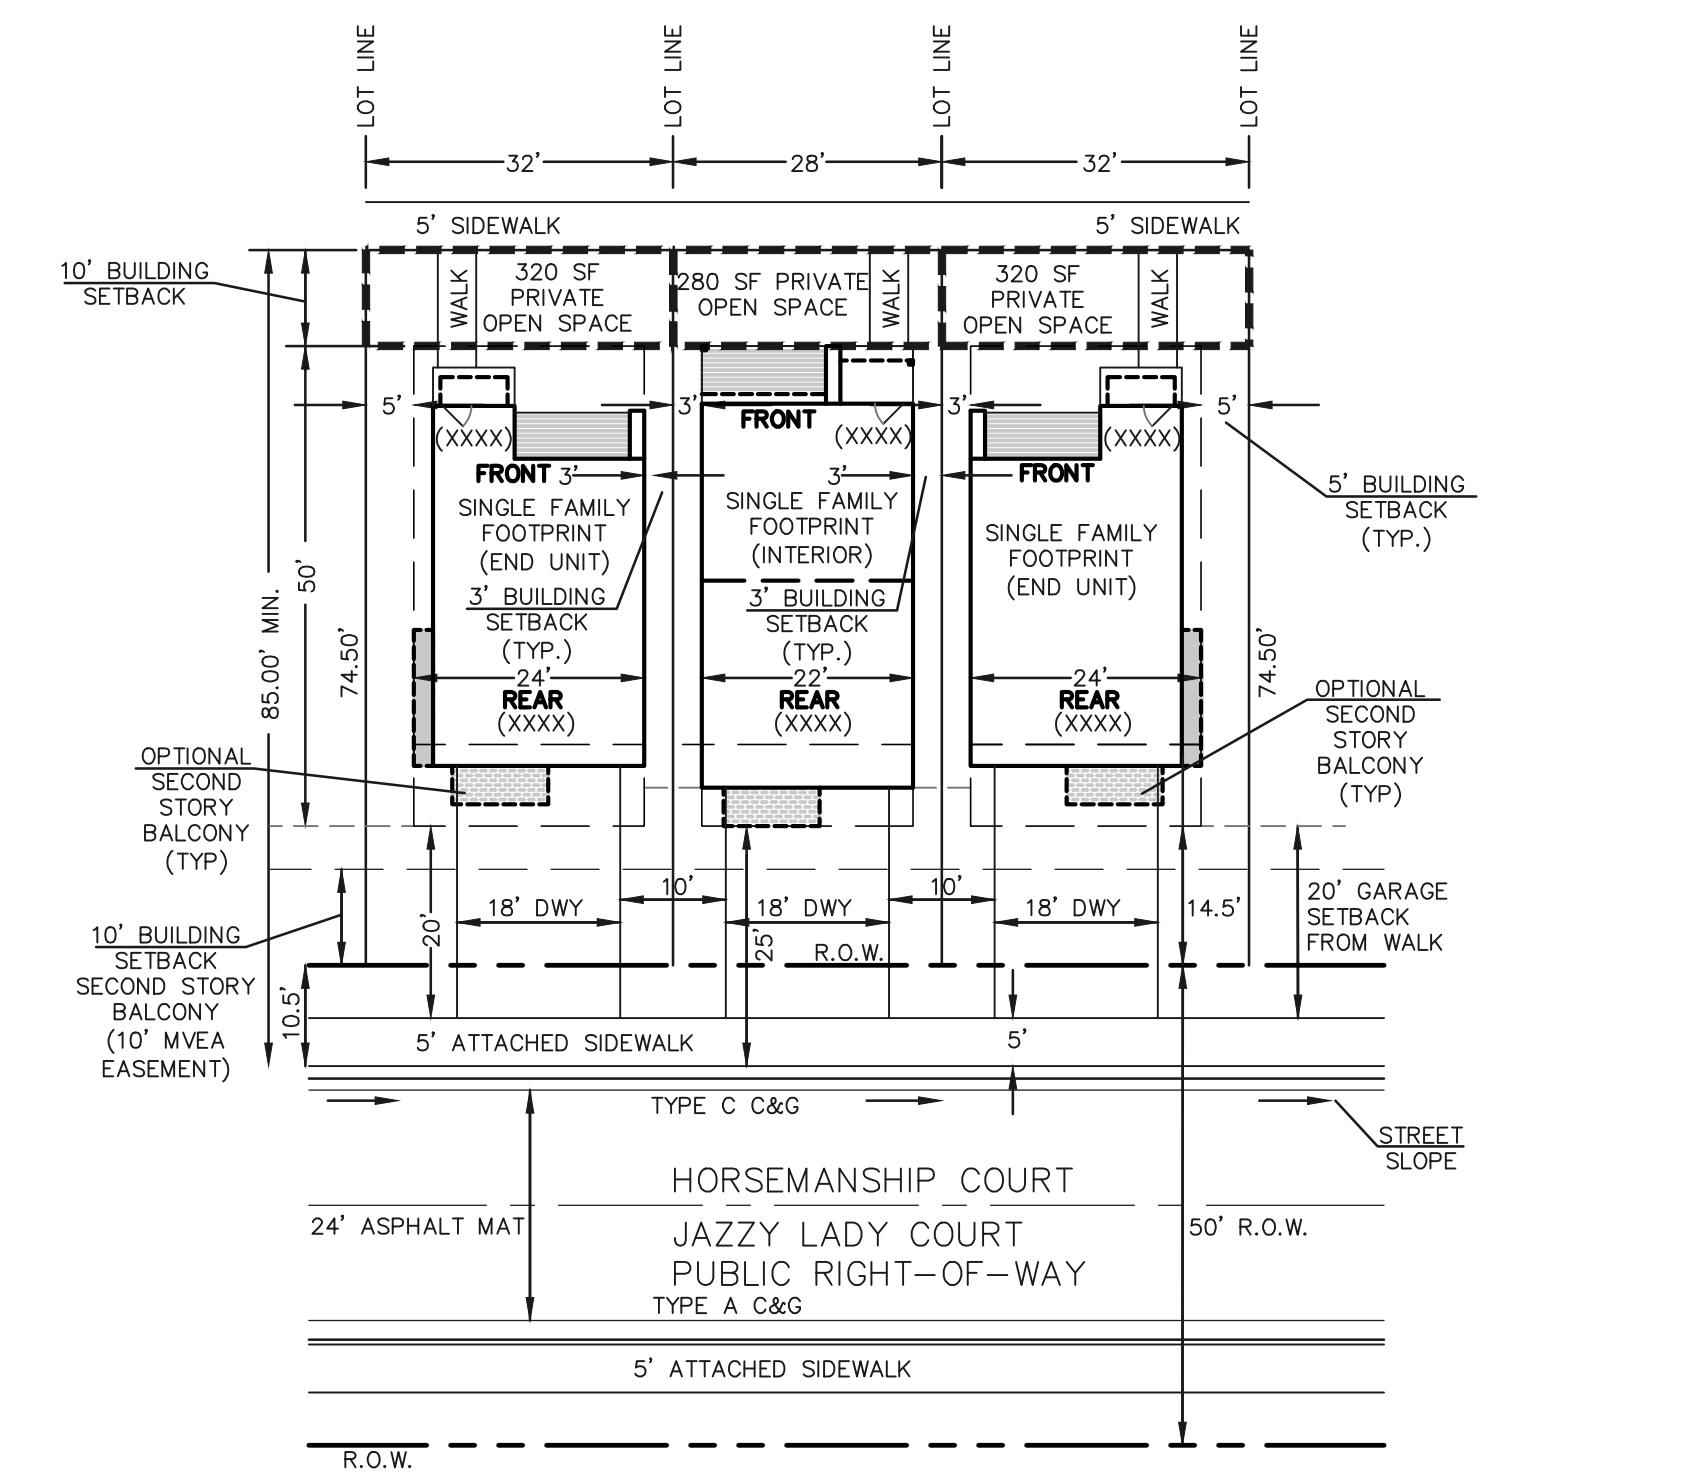 LOT LINE
LOT LINE
LOT LINE
LOT LINE
32'
28'
32'
5' SIDEWALK
5' SIDEWALK
10' BUILDING
SETBACK
WALK
320 SF
PRIVATE
OPEN SPACE
280 SF PRIVATE
OPEN SPACE
WALK
320 SF
PRIVATE
OPEN SPACE
WALK
5'
3'
3'
5'
(XXXX)
FRONT
3'
FRONT
(XXXX)
3'
(XXXX)
FRONT
5' BUILDING
SETBACK
(TYP.)
SINGLE FAMILY
FOOTPRINT
(END UNIT)
SINGLE FAMILY
FOOTPRINT
(INTERIOR)
SINGLE FAMILY
FOOTPRINT
(END UNIT)
3' BUILDING
SETBACK
(TYP.)
3' BUILDING
SETBACK
(TYP.)
85.00' MIN.
50'
74.50'
74.50'
24'
REAR
(XXXX)
22'
REAR
(XXXX)
24'
REAR
(XXXX)
OPTIONAL
SECOND
STORY
BALCONY
(TYP)
OPTIONAL
SECOND
STORY
BALCONY
(TYP)
10' BUILDING
SETBACK
SECOND STORY
BALCONY
(10' MVEA
EASEMENT)
10.5'
20'
18' DWY
10'
18' DWY
25'
10'
18' DWY
14.5'
20' GARAGE
SETBACK
FROM WALK
R.O.W.
5' ATTACHED SIDEWALK
5'
TYPE C C&G
STREET
SLOPE
HORSEMANSHIP COURT
24' ASPHALT MAT
JAZZY LADY COURT
PUBLIC RIGHT-OF-WAY
50' R.O.W.
TYPE A C&G
5' ATTACHED SIDEWALK
R.O.W.